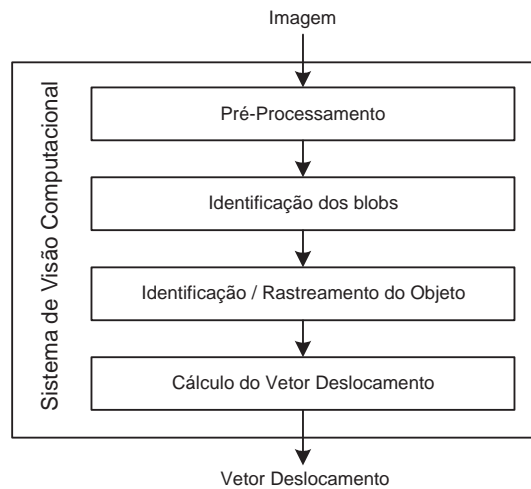 Imagem
Sistema de Visão Computacional
Pré-Processamento
Identificação dos blobs
Identificação / Rastreamento do Objeto
Cálculo do Vetor Deslocamento
Vetor Deslocamento